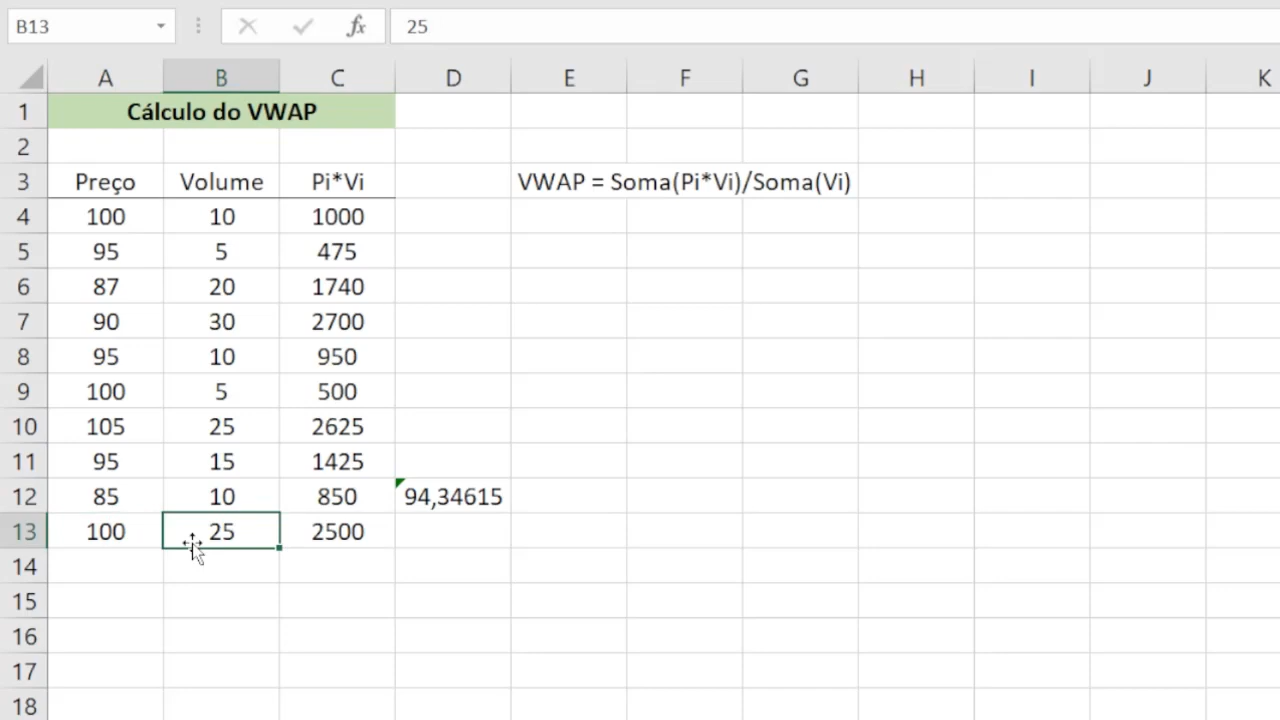 B13 fx 25
A B C D E F G H I J K
1 Cálculo do VWAP
2
3 Preço Volume Pi*Vi VWAP = Soma(Pi*Vi)/Soma(Vi)
4 100 10 1000
5 95 5 475
6 87 20 1740
7 90 30 2700
8 95 10 950
9 100 5 500
10 105 25 2625
11 95 15 1425
12 85 10 850 94,34615
13 100 25 2500
14
15
16
17
18